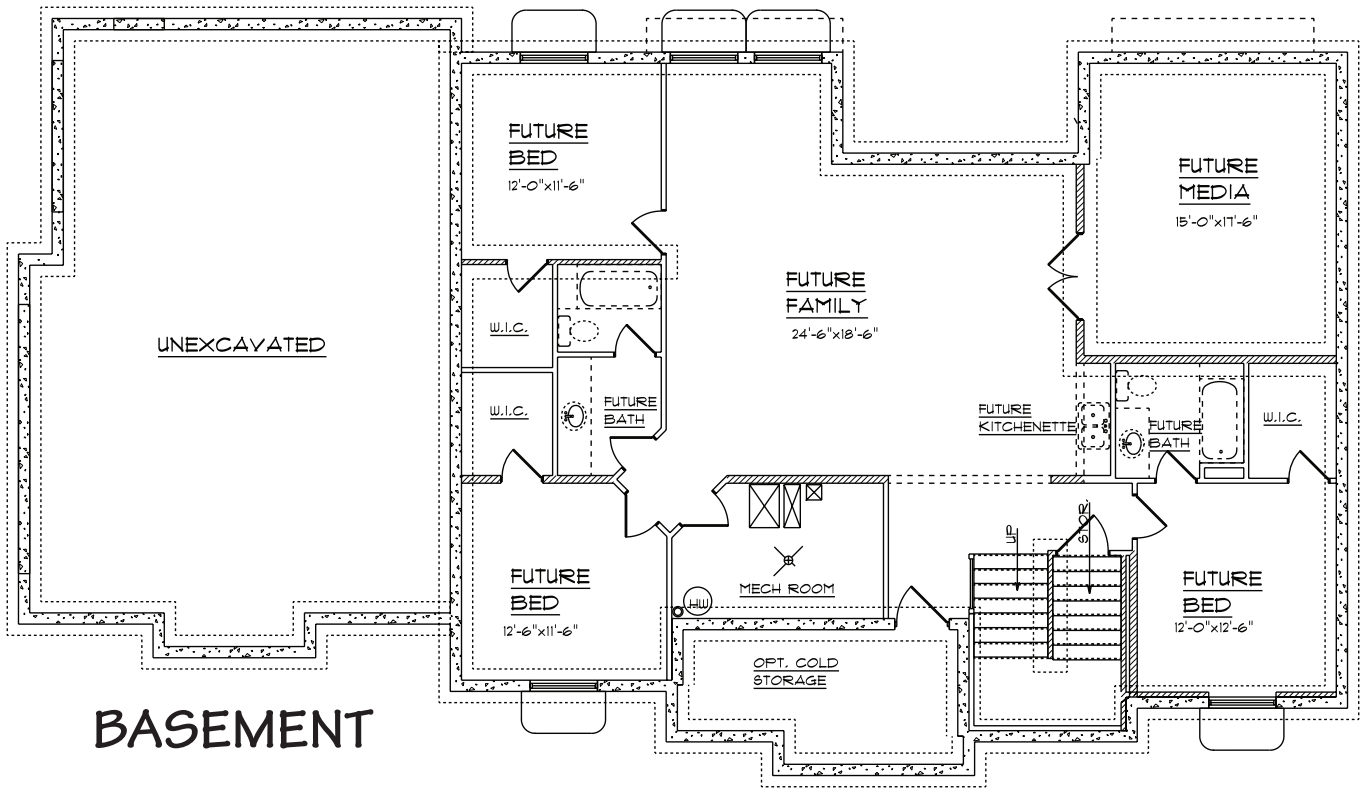 FUTURE
BED
12'-0"x11'-6"
FUTURE
MEDIA
15'-0"x17'-6"
FUTURE
FAMILY
24'-6"x18'-6"
UNEXCAVATED
W.I.C.
W.I.C.
FUTURE
BATH
FUTURE
KITCHENETTE
FUTURE
BATH
W.I.C.
UP
STOR
FUTURE
BED
12'-6"x11'-6"
MECH ROOM
HW
FUTURE
BED
12'-0"x12'-6"
OPT. COLD
STORAGE
BASEMENT